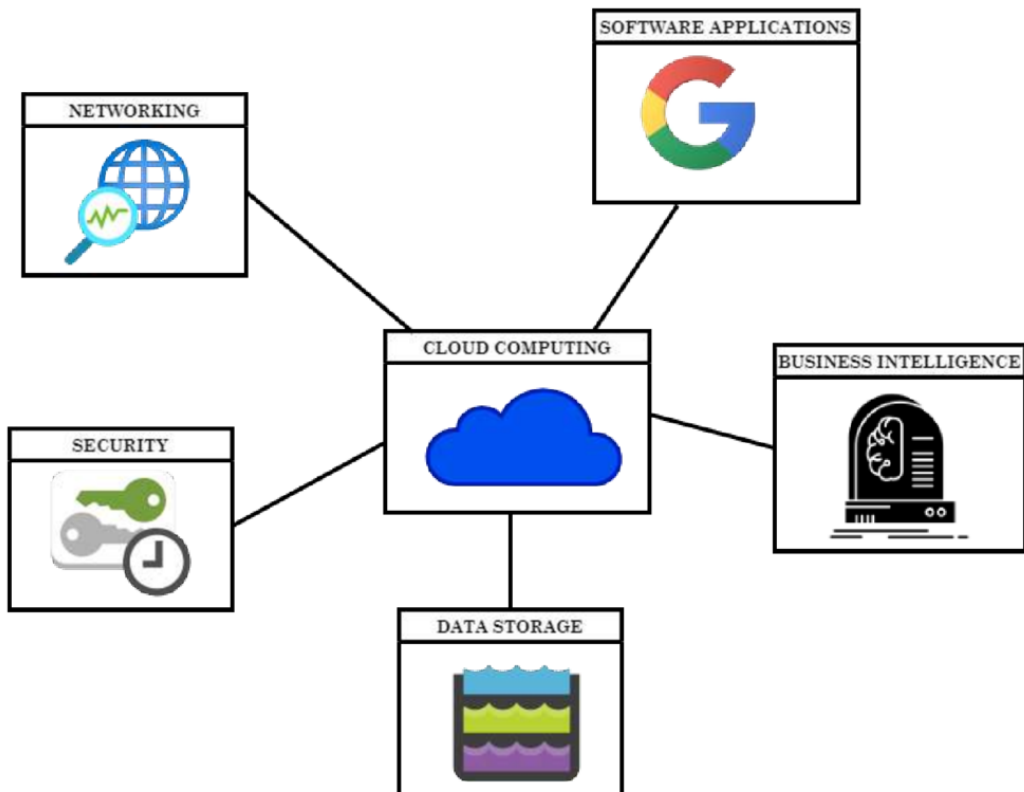 SOFTWARE APPLICATIONS
NETWORKING
CLOUD COMPUTING
BUSINESS INTELLIGENCE
SECURITY
DATA STORAGE